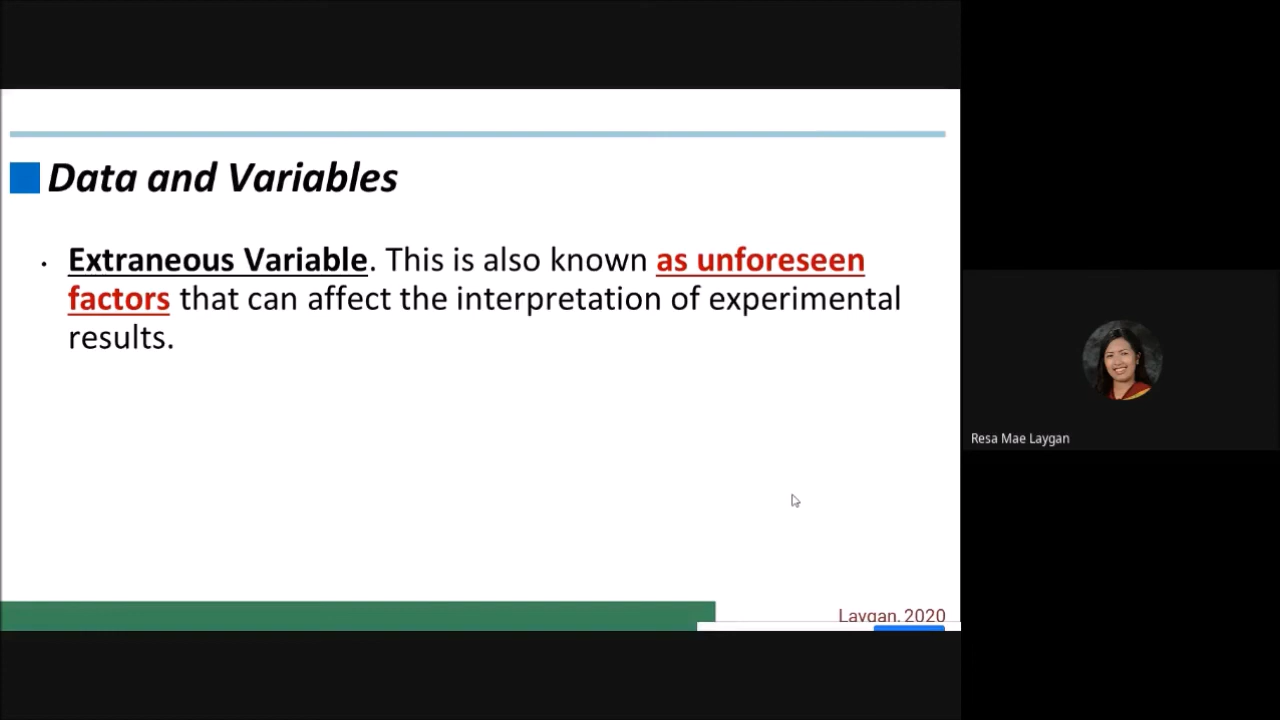 Data and Variables
• Extraneous Variable. This is also known as unforeseen
factors that can affect the interpretation of experimental
results.
Resa Mae Laygan
Laygan, 2020